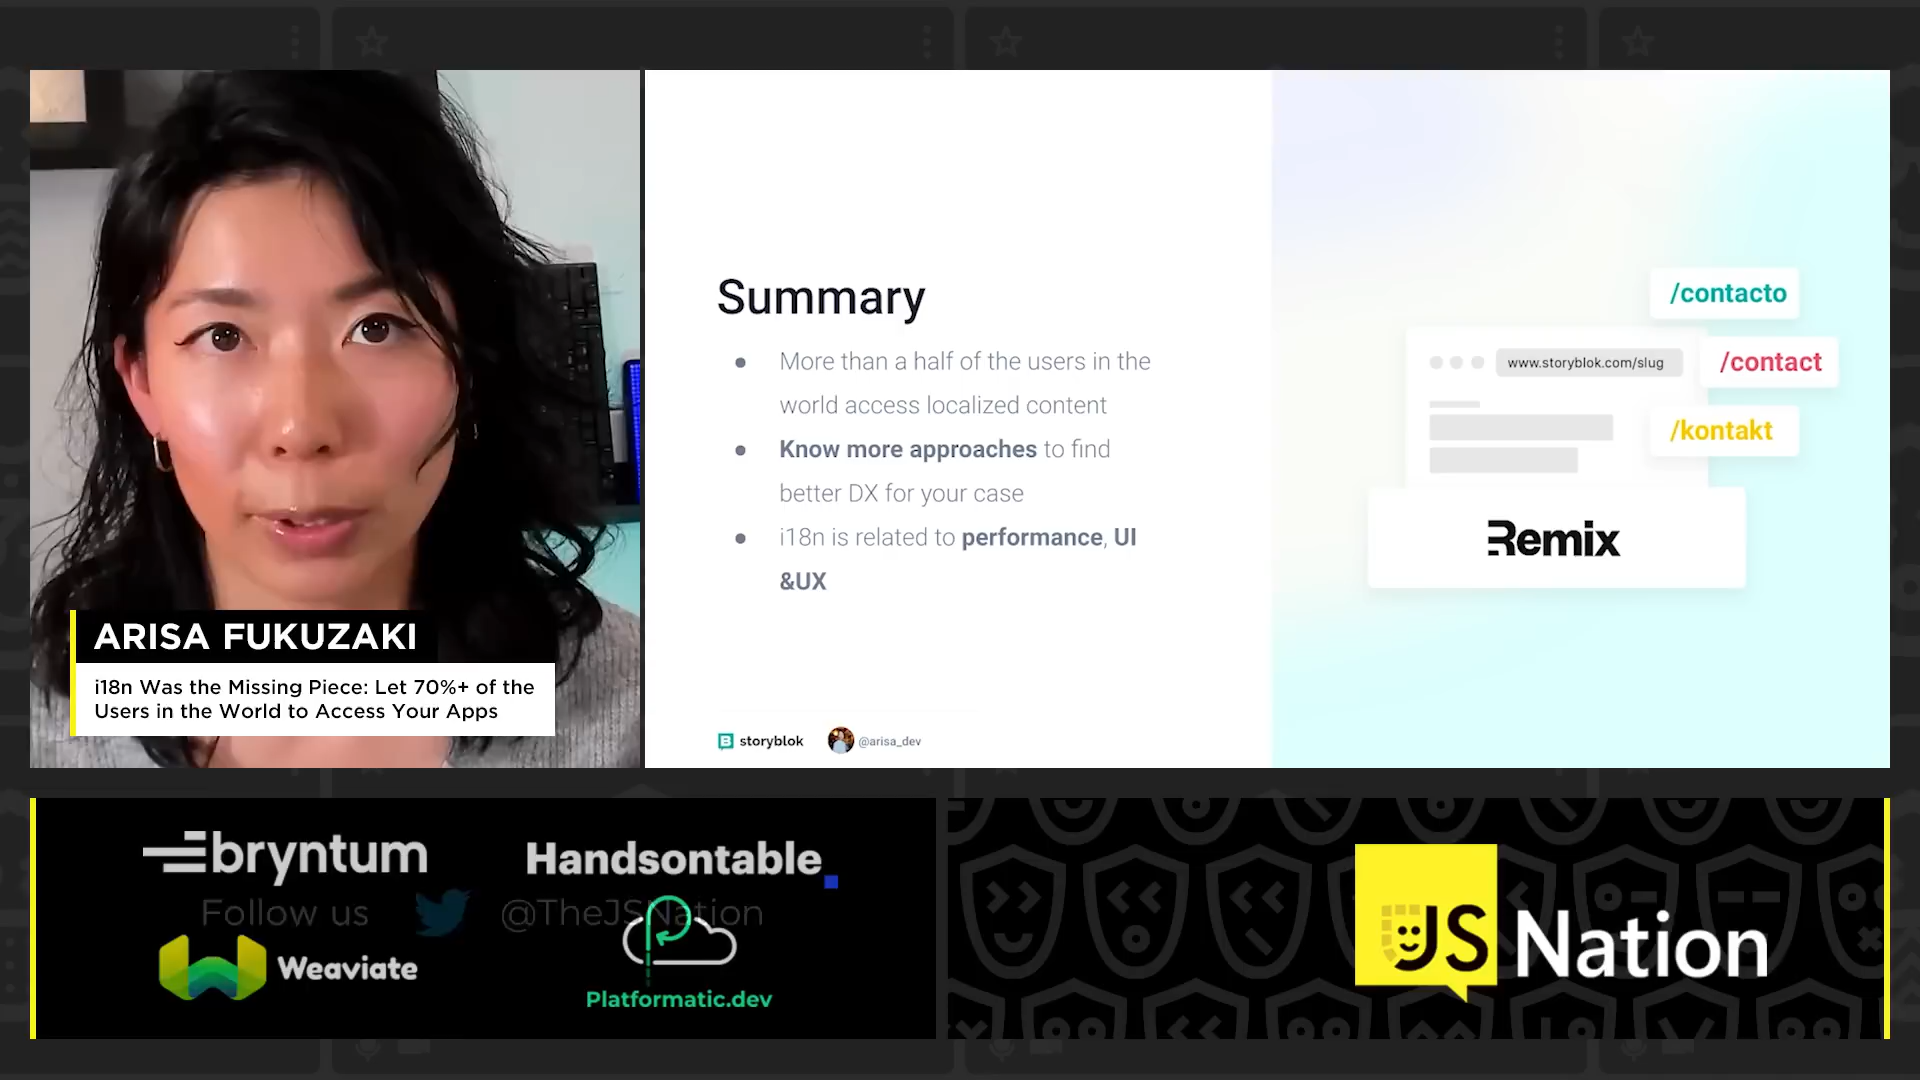 ARISA FUKUZAKI
i18n Was the Missing Piece: Let 70%+ of the
Users in the World to Access Your Apps
Summary
● More than a half of the users in the
world access localized content
● Know more approaches to find
better DX for your case
● i18n is related to performance, UI
&UX
storyblok
@arisa_dev
/contacto
www.storyblok.com/slug
/contact
/kontakt
Remix
bryntum
Handsontable
Follow us @TheJSNation
Weaviate
Platformatic.dev
JS Nation